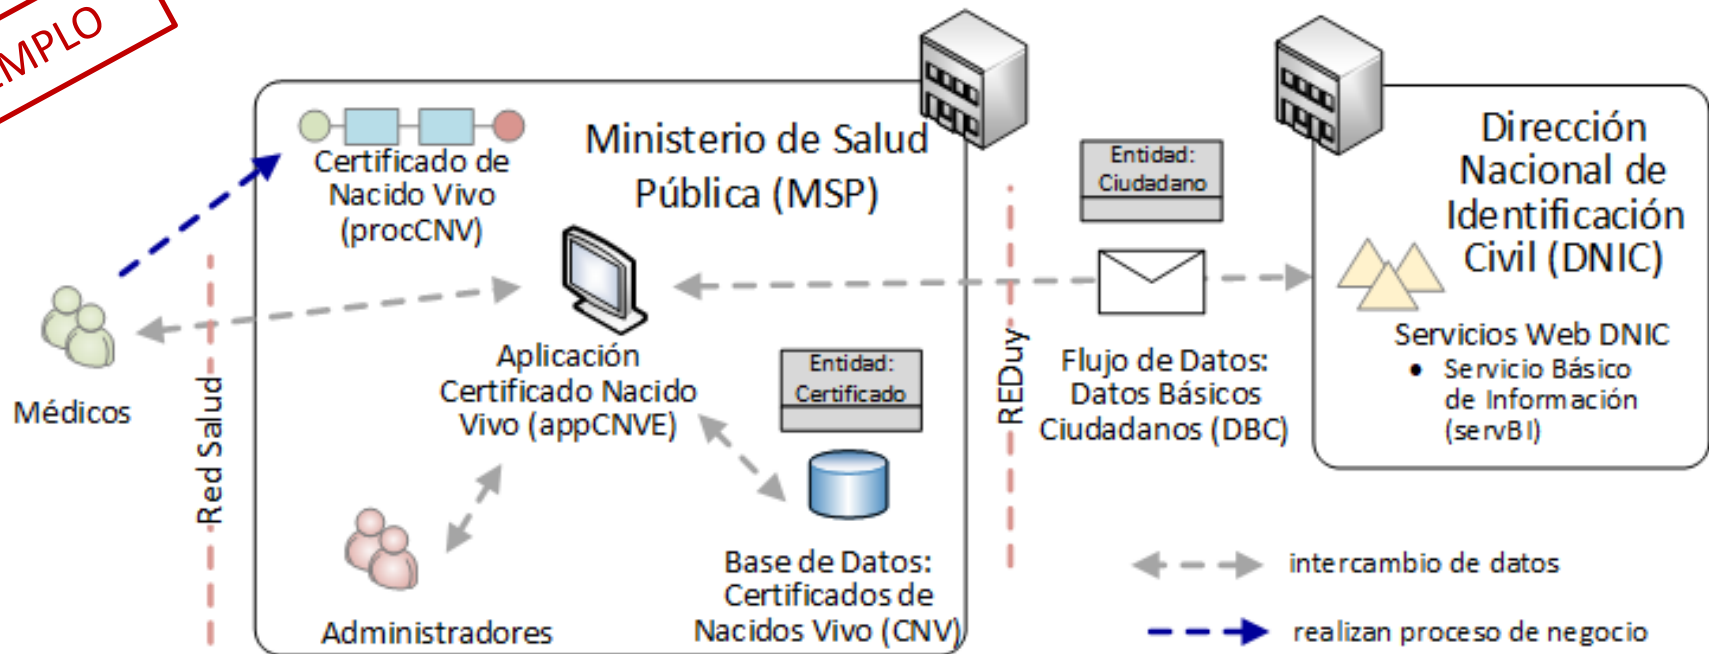 EMPLO
Certificado de
Nacido Vivo
(procCNV)
Ministerio de Salud
Pública (MSP)
Entidad:
Ciudadano
Dirección
Nacional de
Identificación
Civil (DNIC)
Servicios Web DNIC
• Servicio Básico
de Información
(servBI)
Médicos
Red Salud
Aplicación
Certificado Nacido
Vivo (appCNVE)
Entidad:
Certificado
REDuy
Flujo de Datos:
Datos Básicos
Ciudadanos (DBC)
Administradores
Base de Datos:
Certificados de
Nacidos Vivo (CNV)
intercambio de datos
realizan proceso de negocio